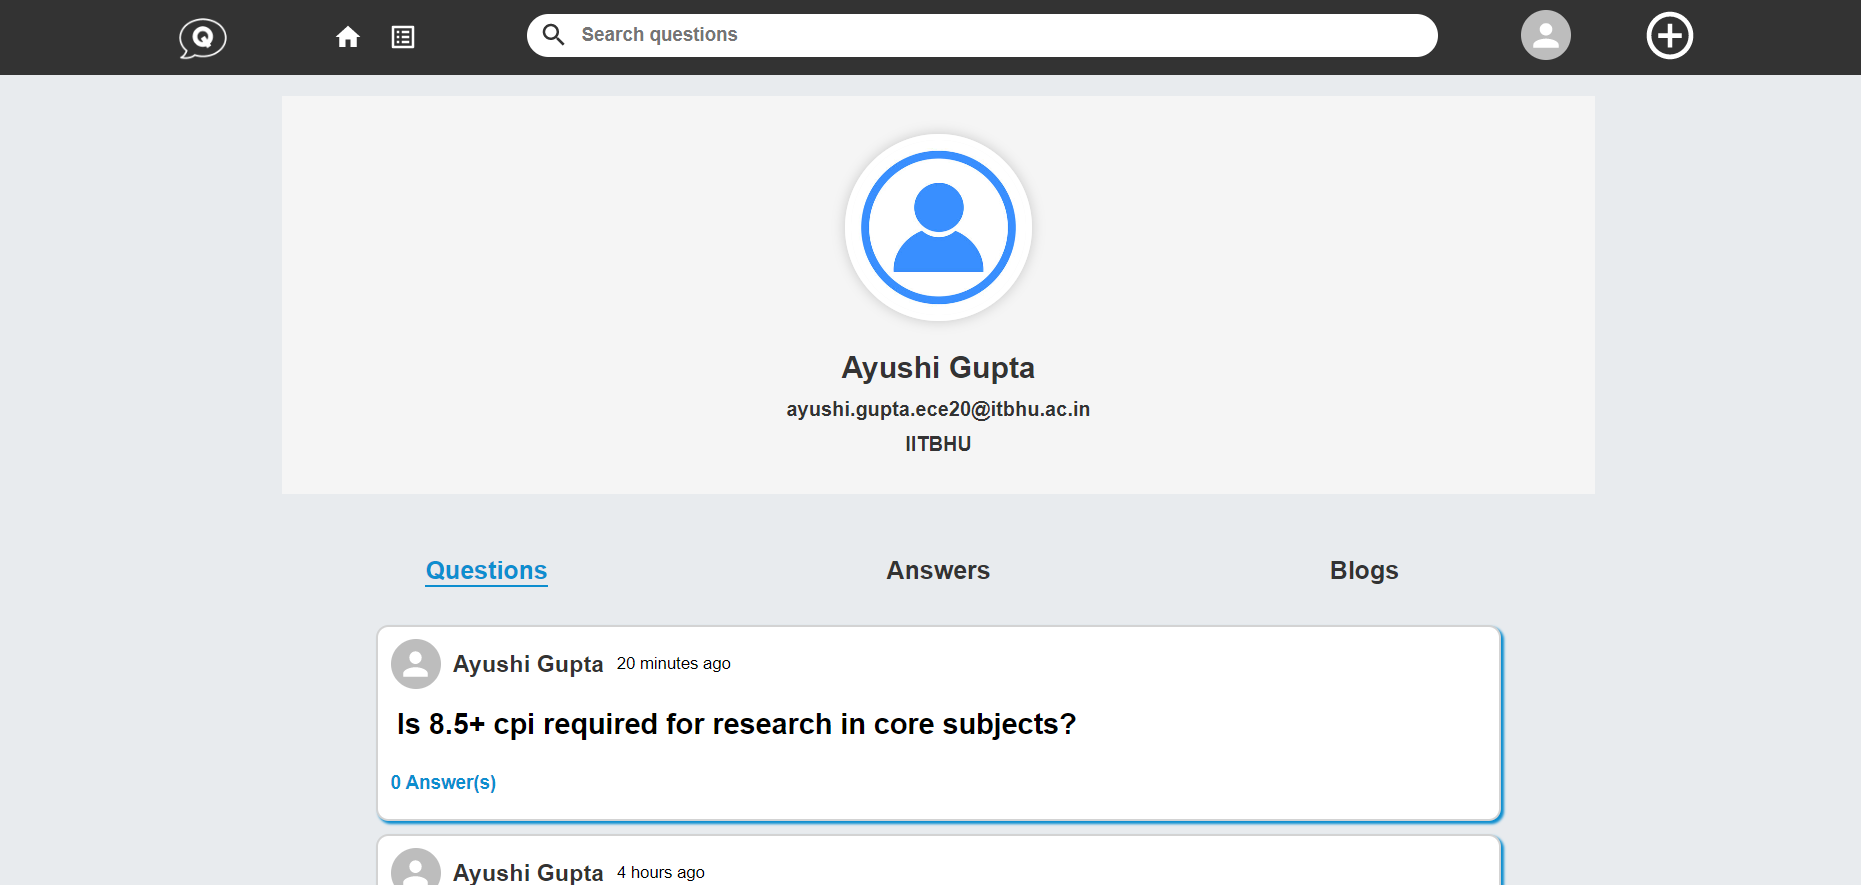 Q
Search questions
Ayushi Gupta
ayushi.gupta.ece20@itbhu.ac.in
IITBHU
Questions Answers Blogs
Ayushi Gupta 20 minutes ago
Is 8.5+ cpi required for research in core subjects?
0 Answer(s)
Ayushi Gupta 4 hours ago